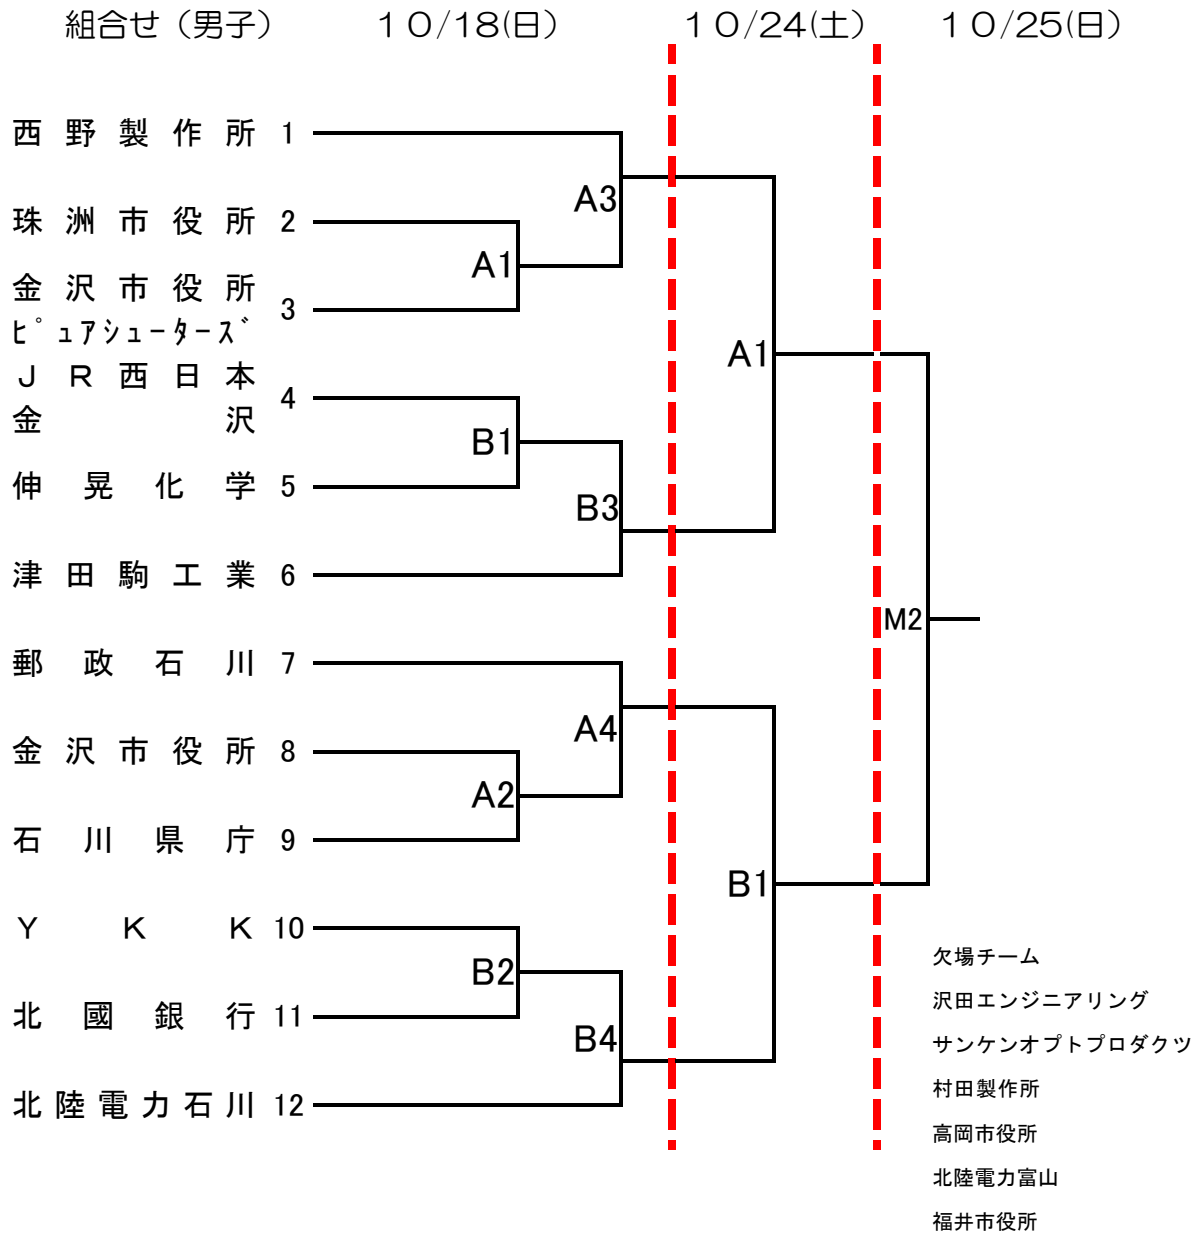 組合せ（男子） １０/18(日) １０/24(土) １０/25(日)
西野製作所 1
A3
珠洲市役所 2
A1
金沢市役所
ﾋﾟｭｱｼｭｰﾀｰｽﾞ 3
A1
ＪＲ西日本
金沢 4
B1
伸晃化学 5
B3
津田駒工業 6
M2
郵政石川 7
A4
金沢市役所 8
A2
石川県庁 9
B1
ＹＫＫ 10
B2
北國銀行 11
B4
北陸電力石川 12
欠場チーム
沢田エンジニアリング
サンケンオプトプロダクツ
村田製作所
高岡市役所
北陸電力富山
福井市役所